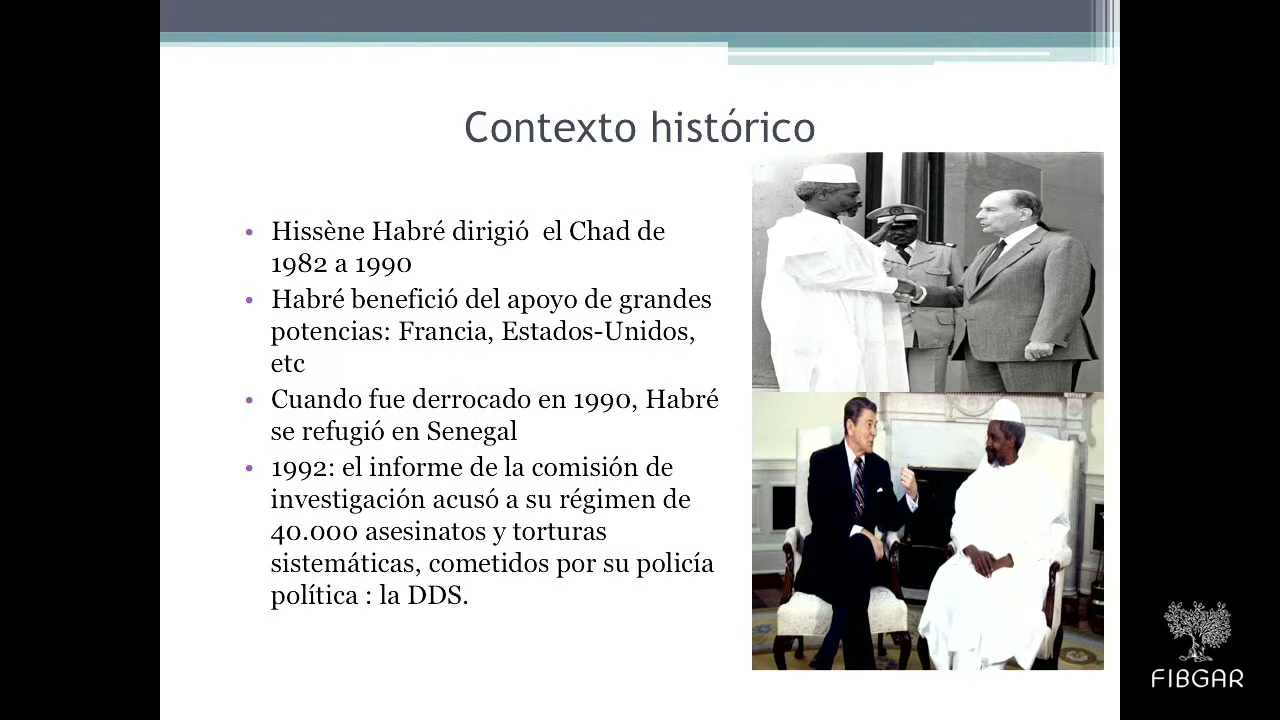 Contexto histórico
• Hissène Habré dirigió el Chad de
1982 a 1990
• Habré benefició del apoyo de grandes
potencias: Francia, Estados-Unidos,
etc
• Cuando fue derrocado en 1990, Habré
se refugió en Senegal
• 1992: el informe de la comisión de
investigación acusó a su régimen de
40.000 asesinatos y torturas
sistemáticas, cometidos por su policía
política : la DDS.
FIBGAR